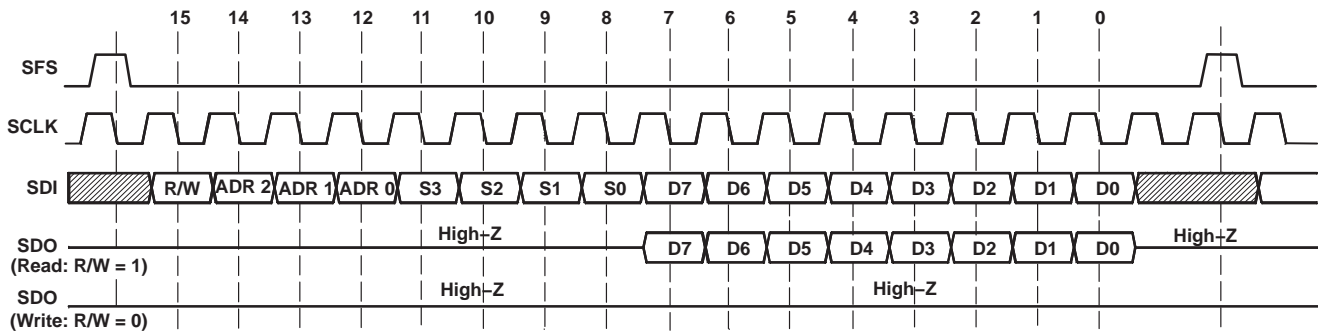 15 14 13 12 11 10 9 8 7 6 5 4 3 2 1 0
SFS
SCLK
SDI R/W ADR 2 ADR 1 ADR 0 S3 S2 S1 S0 D7 D6 D5 D4 D3 D2 D1 D0
High–Z High–Z
SDO D7 D6 D5 D4 D3 D2 D1 D0
(Read: R/W = 1)
High–Z High–Z
SDO
(Write: R/W = 0)